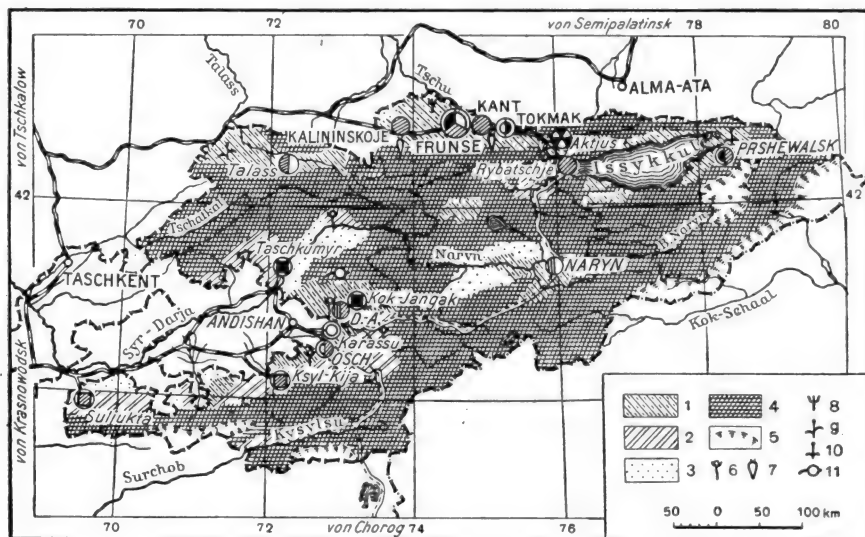 von Semipalatinsk
70 72 74 76 78 80
von Tschkalow
Talass
Tschu
ALMA-ATA
KANT
TOKMAK
KALININSKOJE
FRUNSE
Aktjus
Issykkul
PRSHEWALSK
Talass
Rybatschje
42 42
Tschatkal
Taschkumyr
Naryn
B. Naryn
NARYN
TASCHKENT
Kok-Jangak
D-A.
Kok-Schaal
Syr-Darja
ANDISHAN
Karassu
OSCH
Ksyl-Kija
Suljukta
von Krasnowodsk
Kysylsu
Surchob
1 4 8
2 5 9
10
3 6 7 11
50 0 50 100 km
70 72 74 76
von Chorog